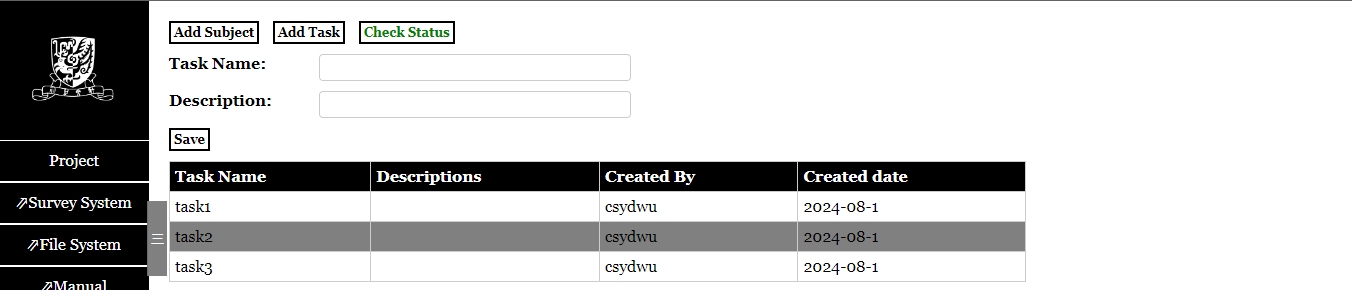 Add Subject Add Task Check Status
Task Name:
Description:
Save
Project
⇗Survey System
⇗File System
⇗Manual
Task Name Descriptions Created By Created date
task1 csydwu 2024-08-1
task2 csydwu 2024-08-1
task3 csydwu 2024-08-1